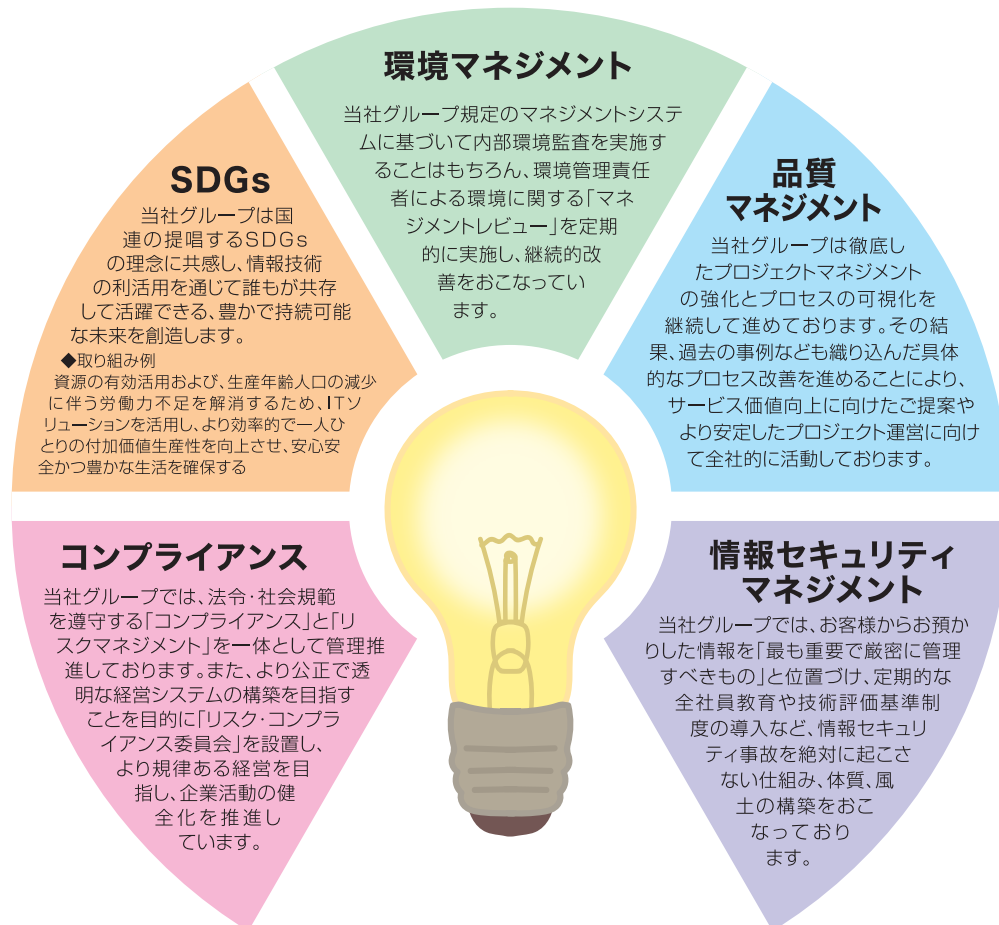 環境マネジメント
当社グループ規定のマネジメントシステ
ムに基づいて内部環境監査を実施す
ることはもちろん、環境管理責任
者による環境に関する「マネ
ジメントレビュー」を定期
的に実施し、継続的改
善をおこなってい
ます。
SDGs
当社グループは国
連の提唱するSDGs
の理念に共感し、情報技術
の利活用を通じて誰もが共存
して活躍できる、豊かで持続可能
な未来を創造します。
◆取り組み例
資源の有効活用および、生産年齢人口の減少
に伴う労働力不足を解消するため、ITソ
リューションを活用し、より効率的で一人ひ
とりの付加価値生産性を向上させ、安心安
全かつ豊かな生活を確保する
品質
マネジメント
当社グループは徹底し
たプロジェクトマネジメント
の強化とプロセスの可視化を
継続して進めております。その結
果、過去の事例なども織り込んだ具体
的なプロセス改善を進めることにより、
サービス価値向上に向けたご提案や
より安定したプロジェクト運営に向け
て全社的に活動しております。
コンプライアンス
当社グループでは、法令・社会規範
を遵守する「コンプライアンス」と「リ
スクマネジメント」を一体として管理推
進しております。また、より公正で透
明な経営システムの構築を目指す
ことを目的に「リスク・コンプラ
イアンス委員会」を設置し、
より規律ある経営を目
指し、企業活動の健
全化を推進し
ています。
情報セキュリティ
マネジメント
当社グループでは、お客様からお預か
りした情報を「最も重要で厳密に管理
すべきもの」と位置づけ、定期的な
全社員教育や技術評価基準制
度の導入など、情報セキュリ
ティ事故を絶対に起こさ
ない仕組み、体質、風
土の構築をおこ
なっており
ます。